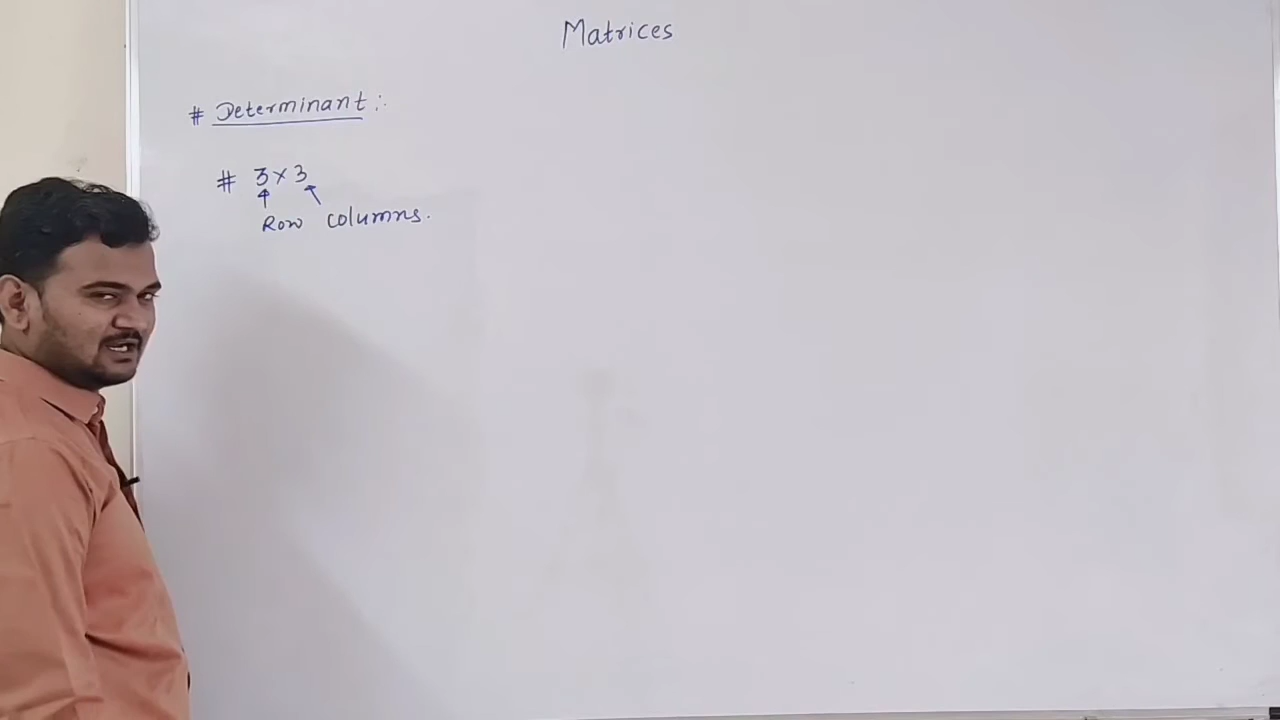 Matrices
# Determinant :-
# 3 × 3
Row columns.